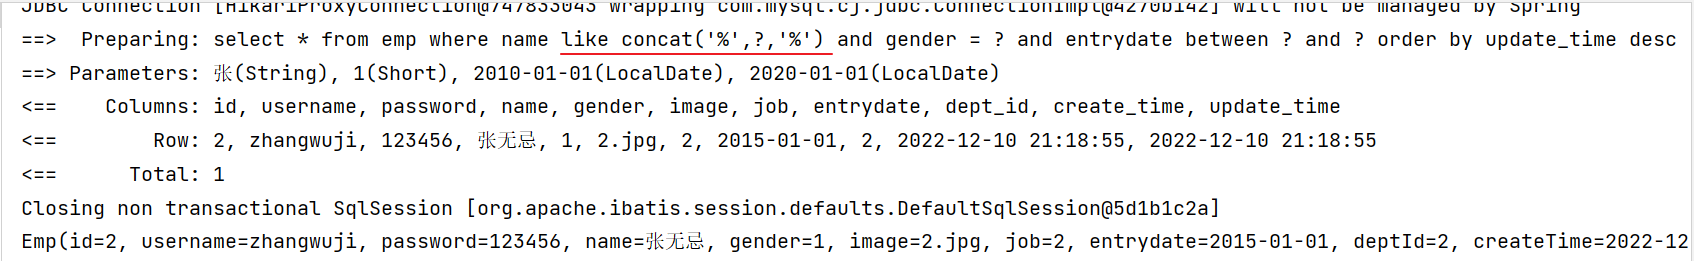 JDBC Connection [HikariProxyConnection@747833043 wrapping com.mysql.cj.jdbc.ConnectionImpl@4270b142] will not be managed by Spring
==>  Preparing: select * from emp where name like concat('%',?,'%') and gender = ? and entrydate between ? and ? order by update_time desc
==> Parameters: 张(String), 1(Short), 2010-01-01(LocalDate), 2020-01-01(LocalDate)
<==    Columns: id, username, password, name, gender, image, job, entrydate, dept_id, create_time, update_time
<==        Row: 2, zhangwuji, 123456, 张无忌, 1, 2.jpg, 2, 2015-01-01, 2, 2022-12-10 21:18:55, 2022-12-10 21:18:55
<==      Total: 1
Closing non transactional SqlSession [org.apache.ibatis.session.defaults.DefaultSqlSession@5d1b1c2a]
Emp(id=2, username=zhangwuji, password=123456, name=张无忌, gender=1, image=2.jpg, job=2, entrydate=2015-01-01, deptId=2, createTime=2022-12